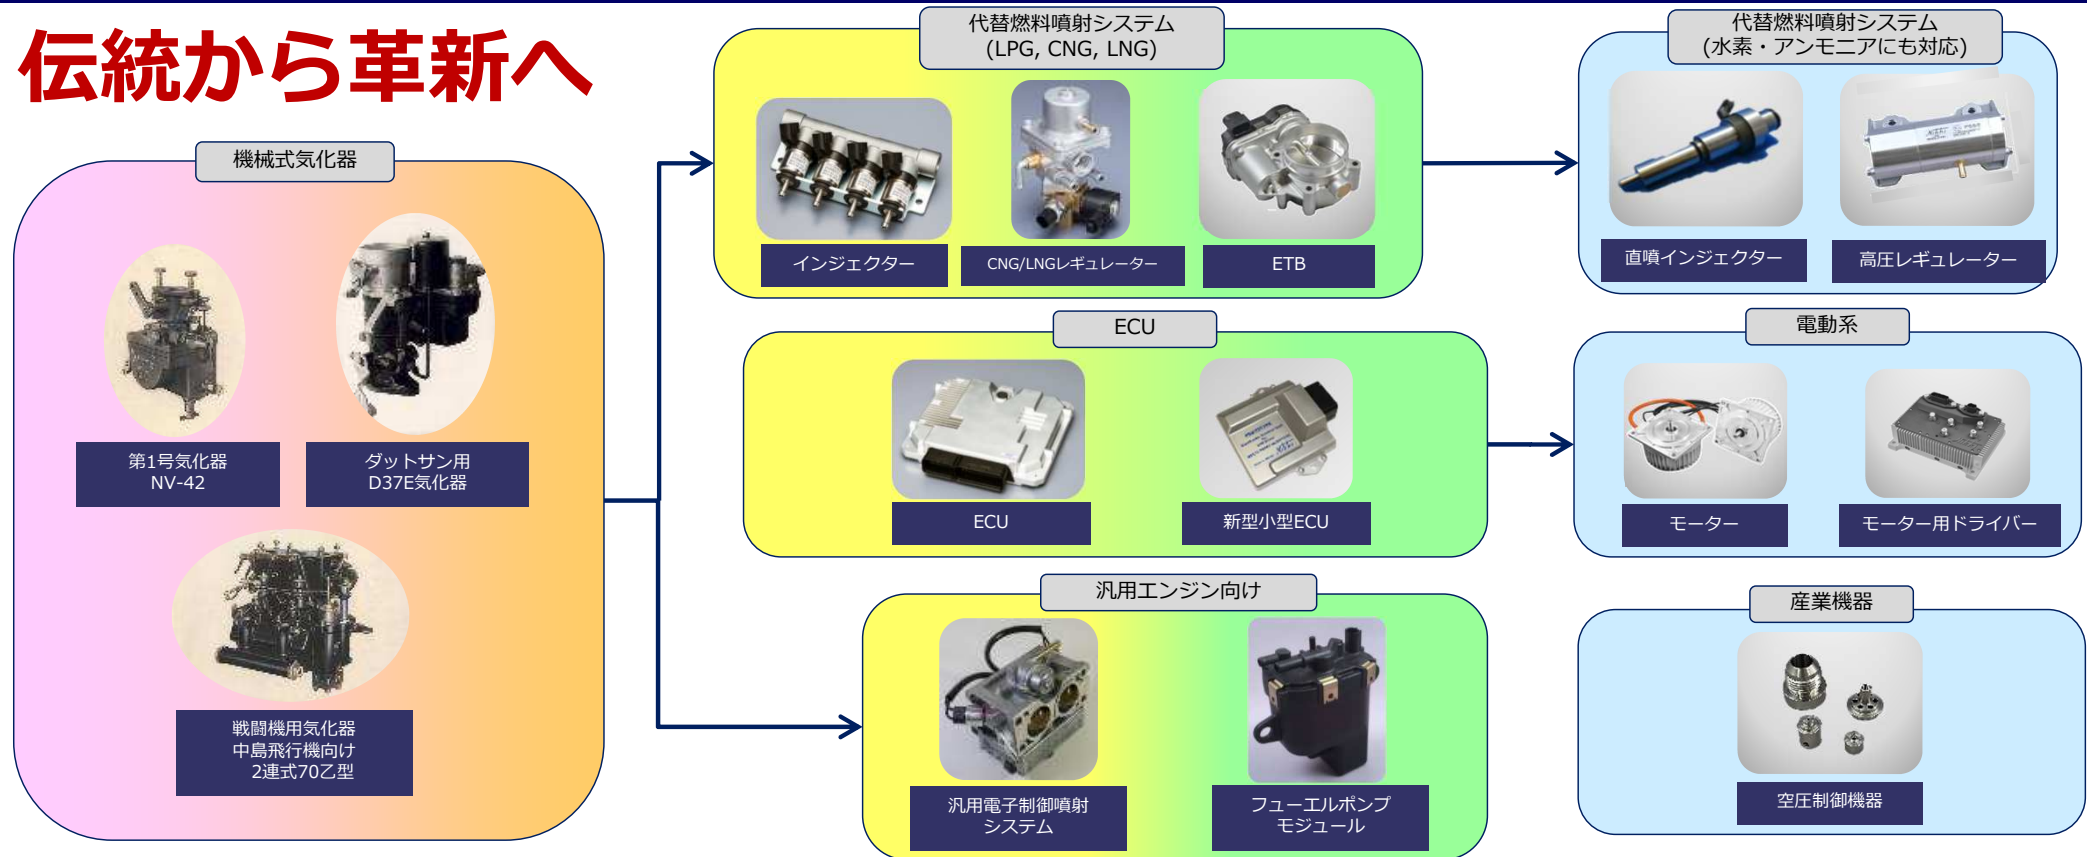 伝統から革新へ
機械式気化器
第1号気化器
NV-42
ダットサン用
D37E気化器
戦闘機用気化器
中島飛行機向け
2連式70乙型
代替燃料噴射システム
(LPG, CNG, LNG)
インジェクター
CNG/LNGレギュレーター
ETB
ECU
ECU
新型小型ECU
汎用エンジン向け
汎用電子制御噴射
システム
フューエルポンプ
モジュール
代替燃料噴射システム
(水素・アンモニアにも対応)
直噴インジェクター
高圧レギュレーター
電動系
モーター
モーター用ドライバー
産業機器
空圧制御機器